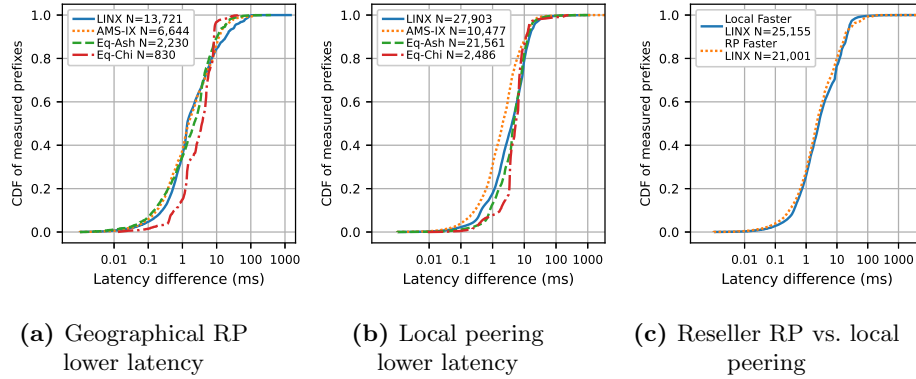 LINX N=13,721
AMS-IX N=6,644
Eq-Ash N=2,230
Eq-Chi N=830
CDF of measured prefixes
1.0
0.8
0.6
0.4
0.2
0.0
0.01 0.1 1 10 100 1000
Latency difference (ms)
(a) Geographical RP
lower latency
LINX N=27,903
AMS-IX N=10,477
Eq-Ash N=21,561
Eq-Chi N=2,486
CDF of measured prefixes
1.0
0.8
0.6
0.4
0.2
0.0
0.01 0.1 1 10 100 1000
Latency difference (ms)
(b) Local peering
lower latency
Local Faster
LINX N=25,155
RP Faster
LINX N=21,001
CDF of measured prefixes
1.0
0.8
0.6
0.4
0.2
0.0
0.01 0.1 1 10 100 1000
Latency difference (ms)
(c) Reseller RP vs. local
peering